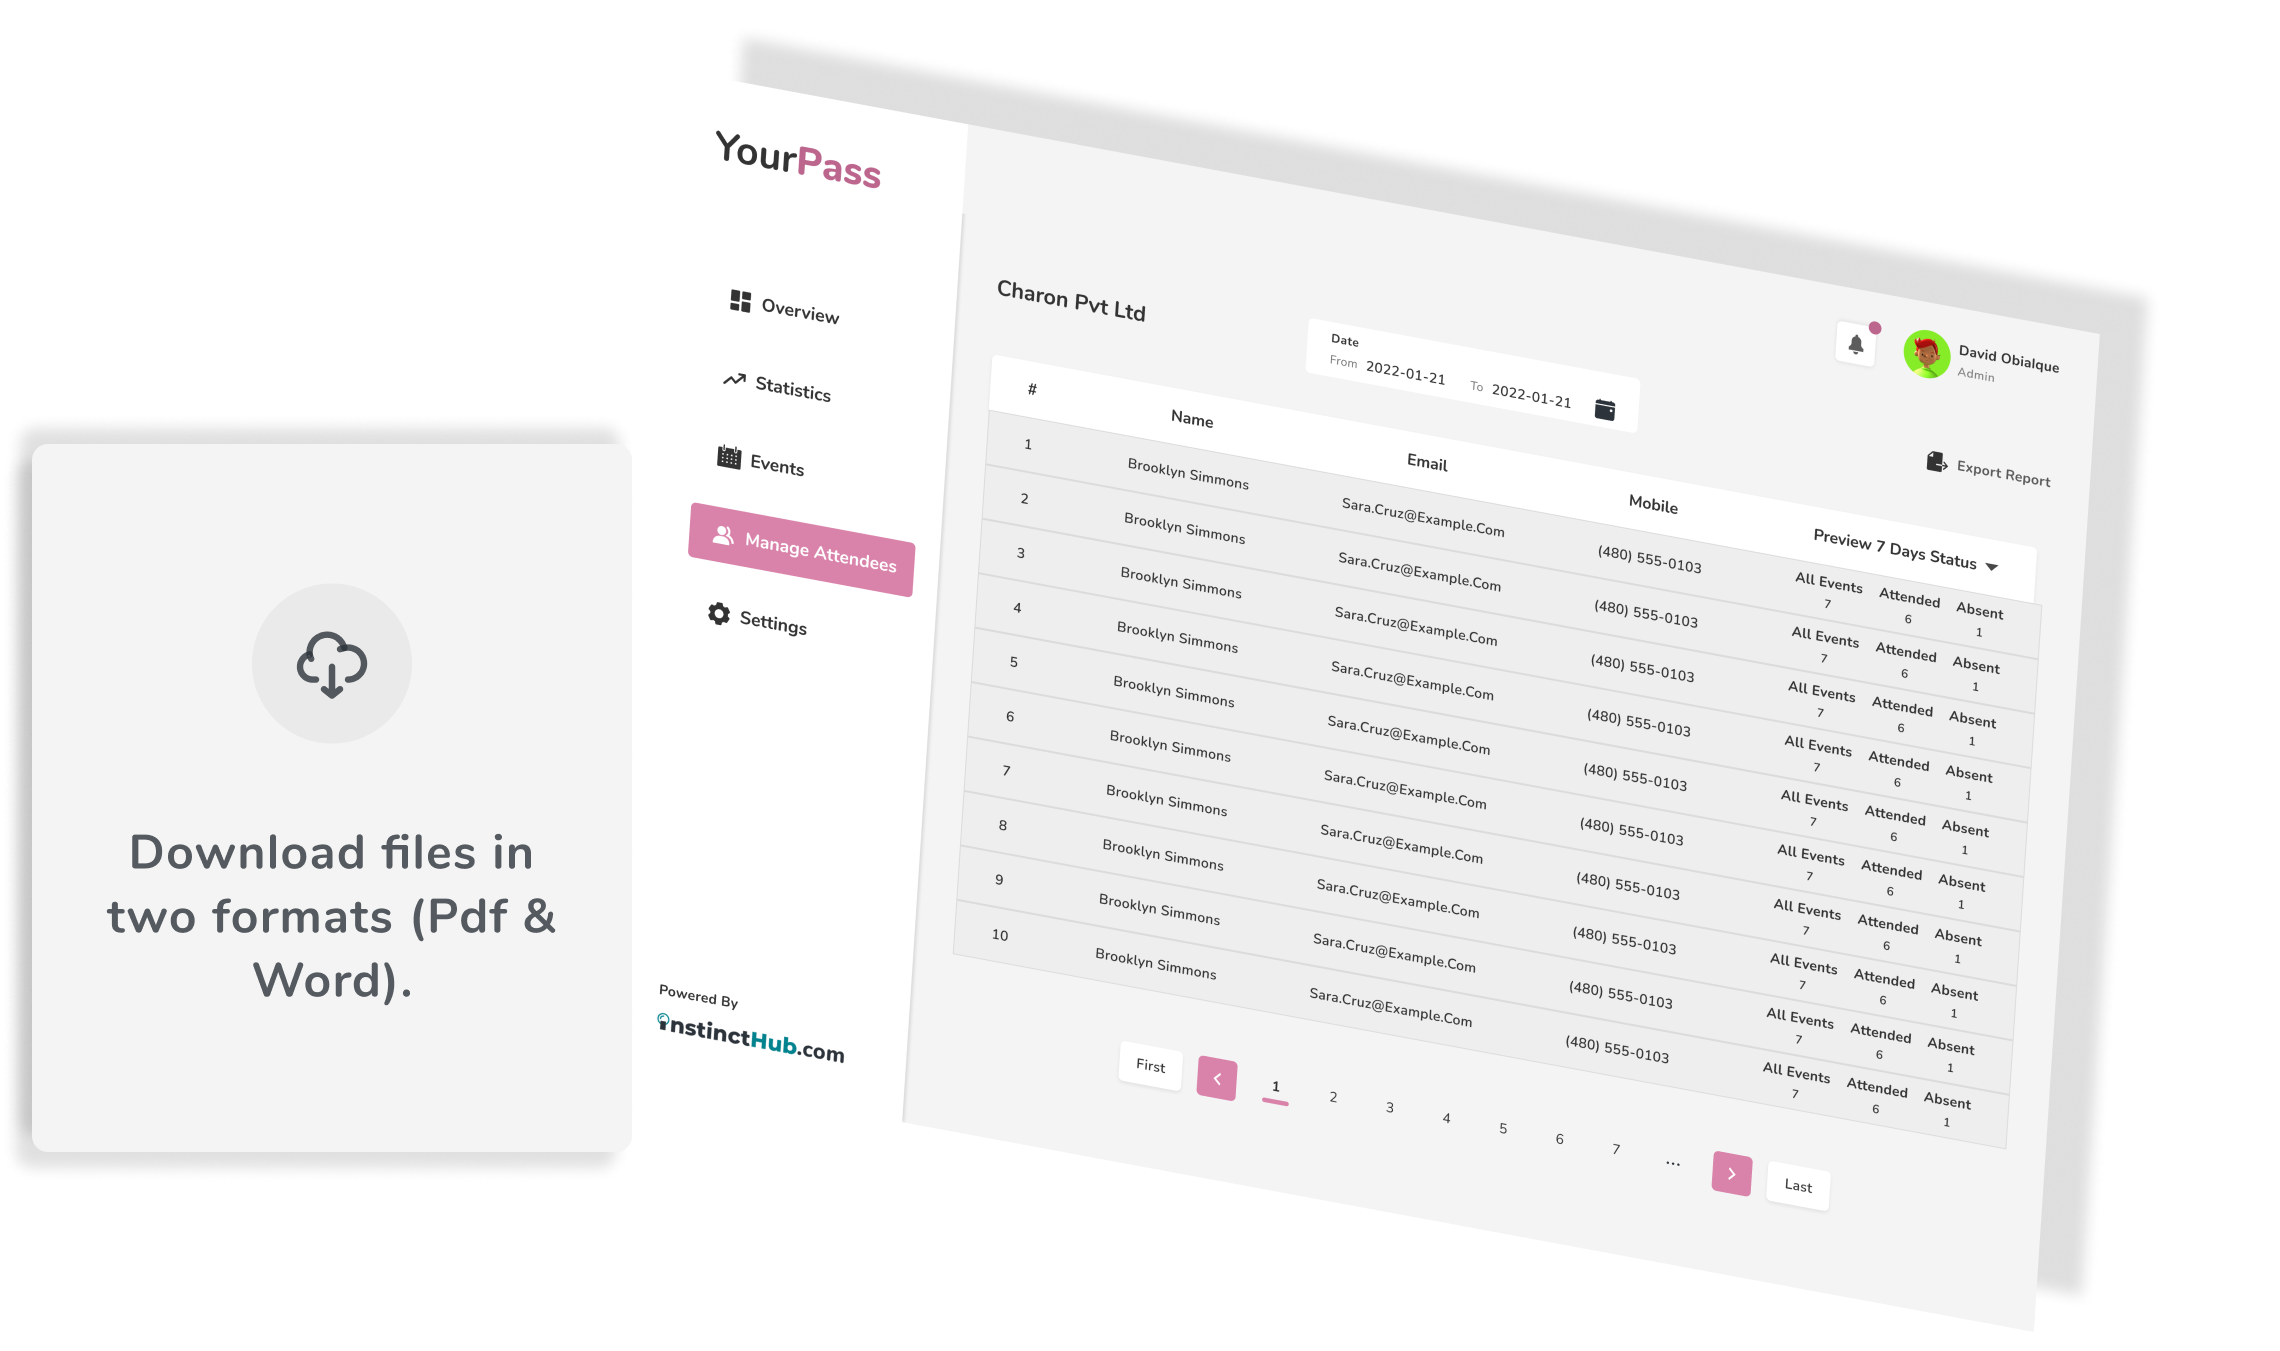 YourPass
Overview
Statistics
Events
Manage Attendees
Settings
Powered By
instinctHub.com
Download files in
two formats (Pdf &
Word).
Charon Pvt Ltd
Date
From 2022-01-21 To 2022-01-21
David Obialque
Admin
Export Report
# Name Email Mobile Preview 7 Days Status
1 Brooklyn Simmons Sara.Cruz@Example.Com (480) 555-0103 All Events Attended Absent
7 6 1
2 Brooklyn Simmons Sara.Cruz@Example.Com (480) 555-0103 All Events Attended Absent
7 6 1
3 Brooklyn Simmons Sara.Cruz@Example.Com (480) 555-0103 All Events Attended Absent
7 6 1
4 Brooklyn Simmons Sara.Cruz@Example.Com (480) 555-0103 All Events Attended Absent
7 6 1
5 Brooklyn Simmons Sara.Cruz@Example.Com (480) 555-0103 All Events Attended Absent
7 6 1
6 Brooklyn Simmons Sara.Cruz@Example.Com (480) 555-0103 All Events Attended Absent
7 6 1
7 Brooklyn Simmons Sara.Cruz@Example.Com (480) 555-0103 All Events Attended Absent
7 6 1
8 Brooklyn Simmons Sara.Cruz@Example.Com (480) 555-0103 All Events Attended Absent
7 6 1
9 Brooklyn Simmons Sara.Cruz@Example.Com (480) 555-0103 All Events Attended Absent
7 6 1
10 Brooklyn Simmons Sara.Cruz@Example.Com (480) 555-0103 All Events Attended Absent
7 6 1
First 1 2 3 4 5 6 7 ... Last